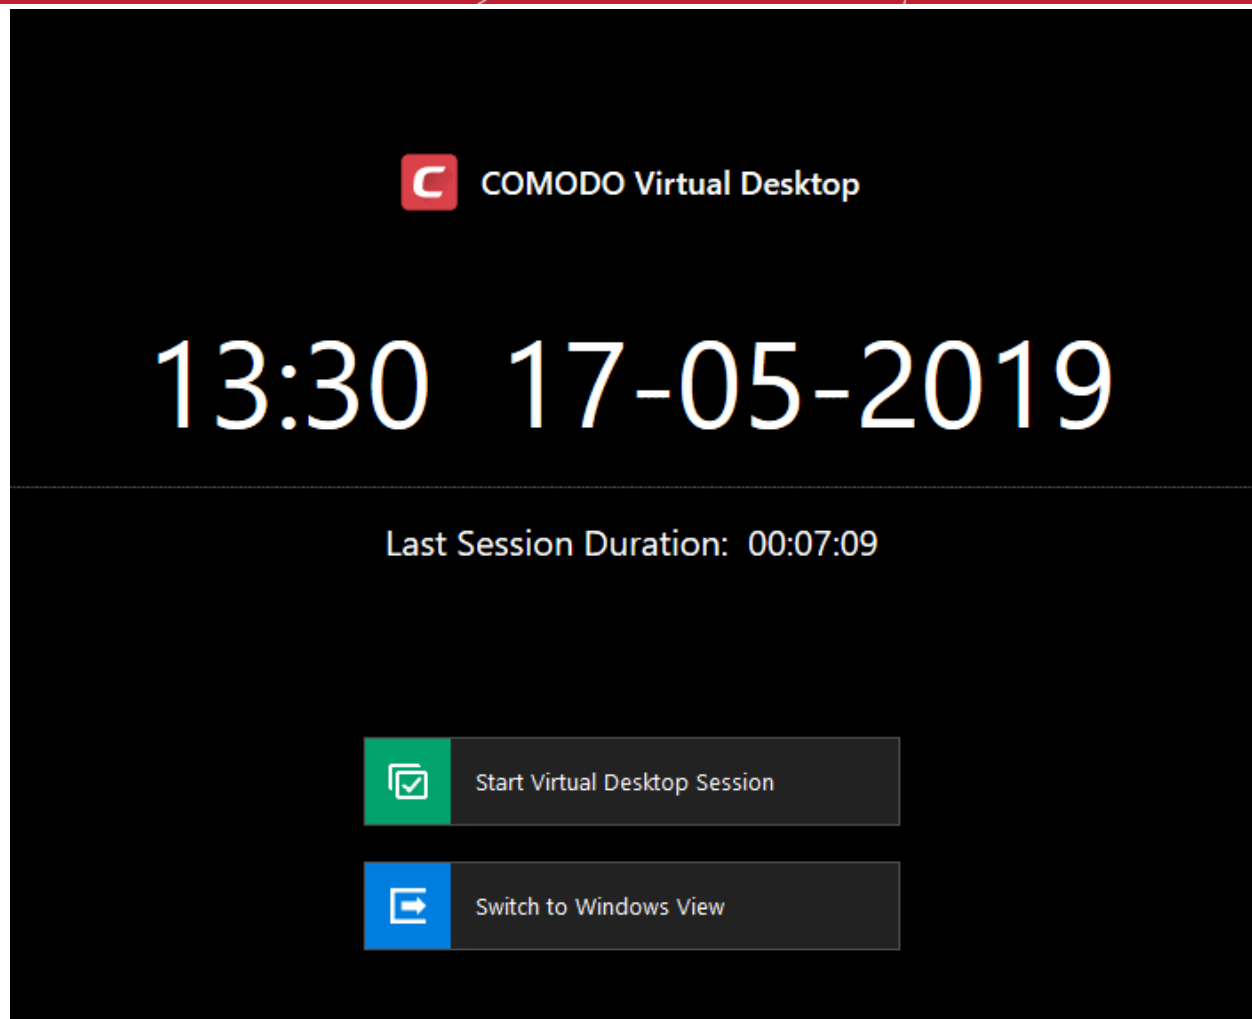 COMODO Virtual Desktop
13:30 17-05-2019
Last Session Duration: 00:07:09
Start Virtual Desktop Session
Switch to Windows View